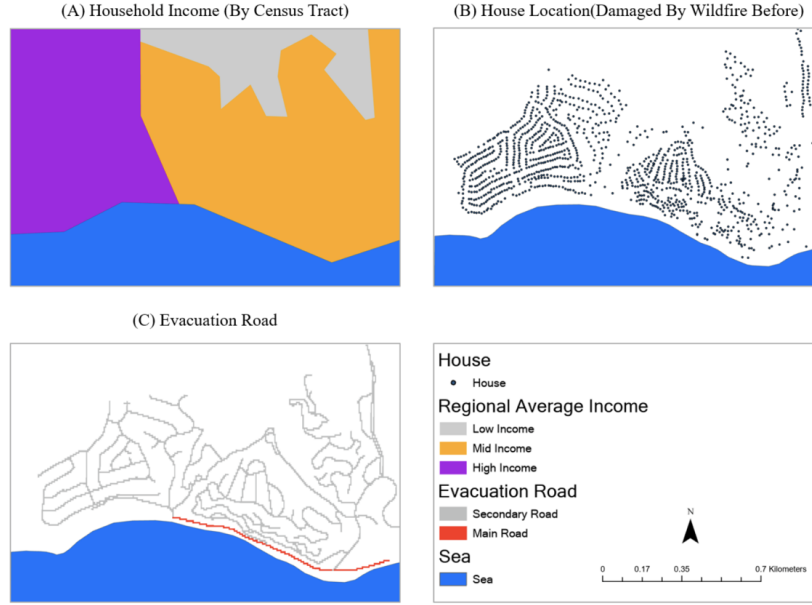 (A) Household Income (By Census Tract)
(B) House Location(Damaged By Wildfire Before)
(C) Evacuation Road
House
House
Regional Average Income
Low Income
Mid Income
High Income
Evacuation Road
Secondary Road
Main Road
Sea
Sea
N
0 0.17 0.35 0.7 Kilometers